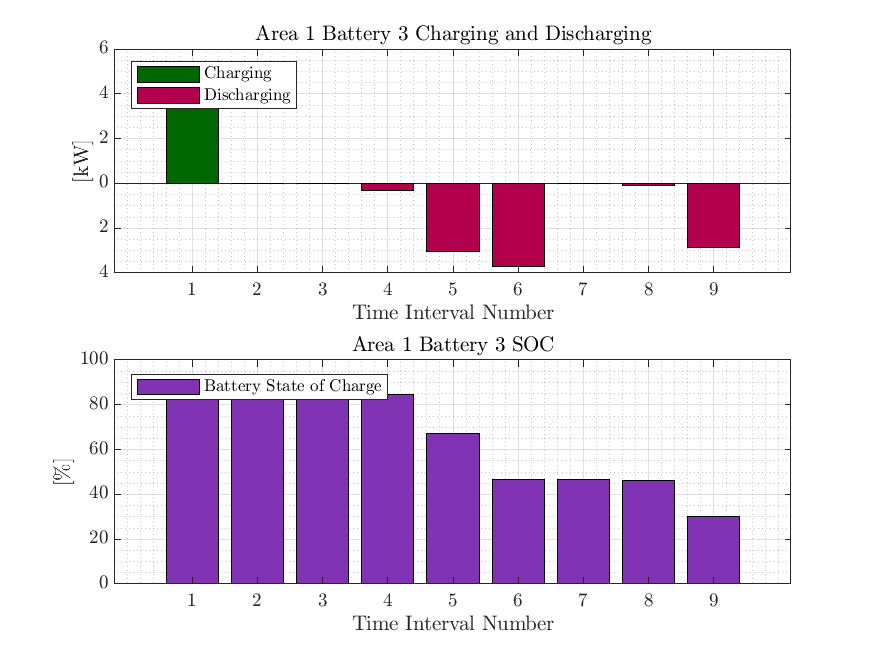 Area 1 Battery 3 Charging and Discharging
6
4
2
0
2
4
[kW]
Charging
Discharging
1 2 3 4 5 6 7 8 9
Time Interval Number
Area 1 Battery 3 SOC
100
80
60
40
20
0
[%]
Battery State of Charge
1 2 3 4 5 6 7 8 9
Time Interval Number